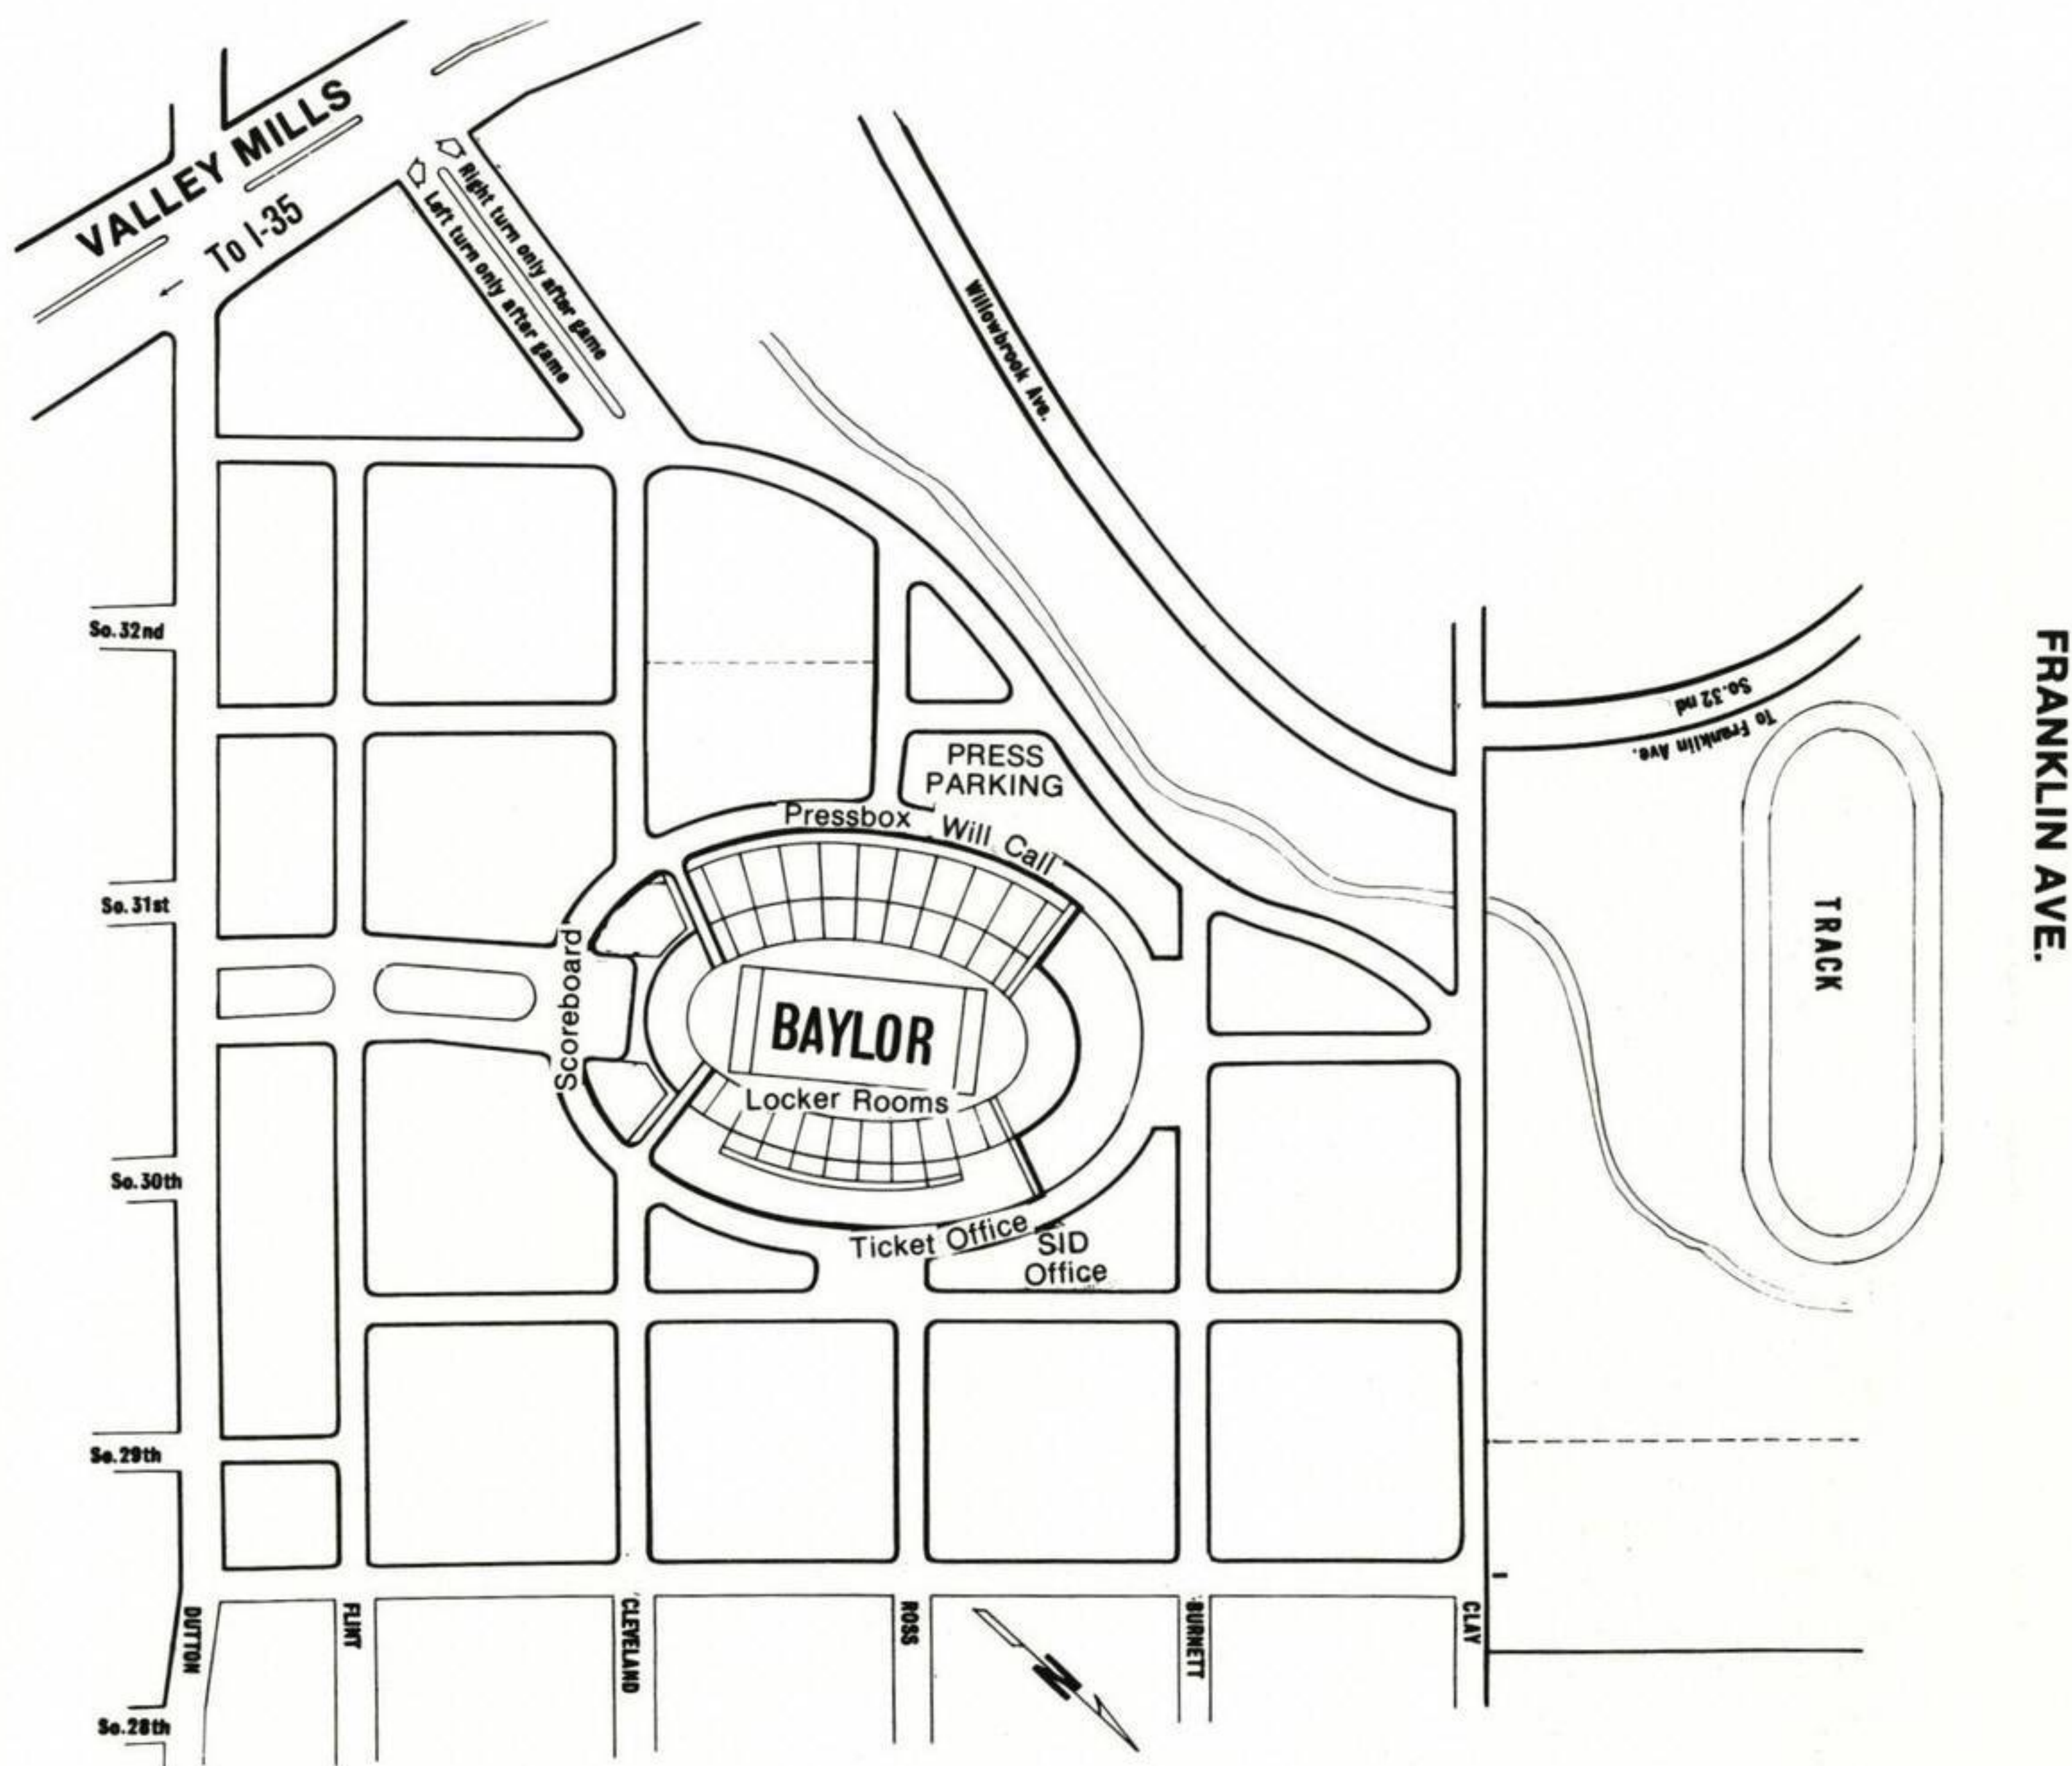 VALLEY MILLS
To I-35
Right turn only after game
Left turn only after game
Willowbrook Ave.
So.32nd
So.32 nd
To Franklin Ave.
FRANKLIN AVE.
PRESS
PARKING
Pressbox
Will Call
So.31st
TRACK
Scoreboard
BAYLOR
Locker Rooms
So.30th
Ticket Office
SID
Office
So.29th
DUTTON
FLINT
CLEVELAND
ROSS
N
BURNETT
CLAY
So.28th